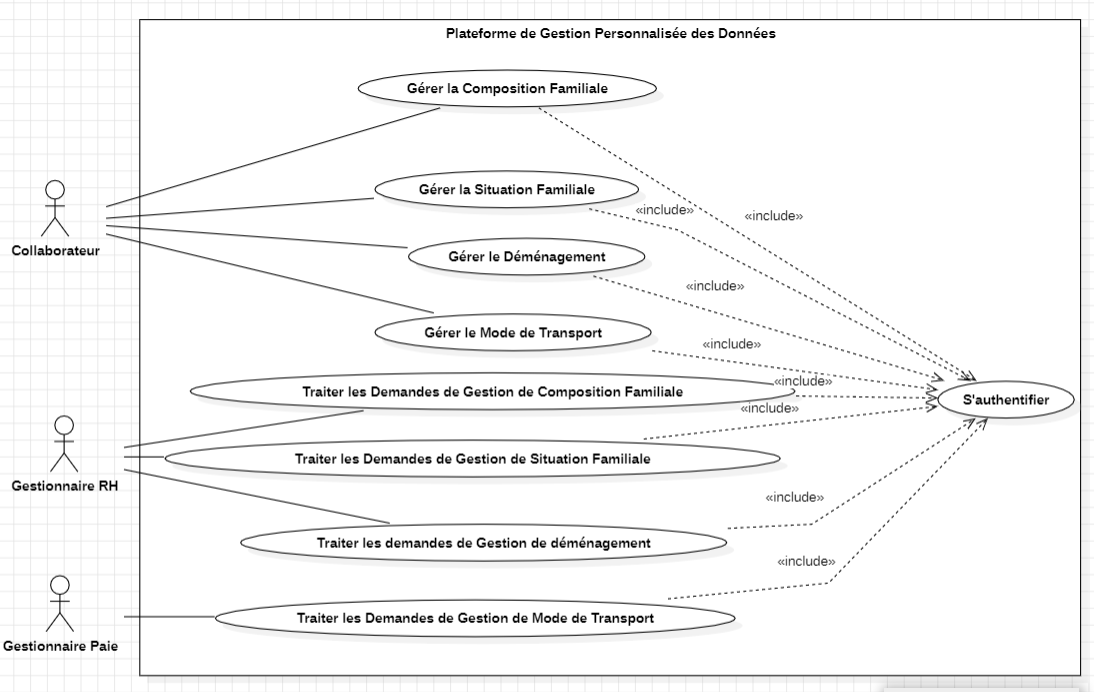 Plateforme de Gestion Personnalisée des Données
Gérer la Composition Familiale
Gérer la Situation Familiale
«include»
«include»
Collaborateur
Gérer le Déménagement
«include»
Gérer le Mode de Transport
«include»
«include»
Traiter les Demandes de Gestion de Composition Familiale
S'authentifier
«include»
Traiter les Demandes de Gestion de Situation Familiale
Gestionnaire RH
«include»
Traiter les demandes de Gestion de déménagement
«include»
Traiter les Demandes de Gestion de Mode de Transport
Gestionnaire Paie